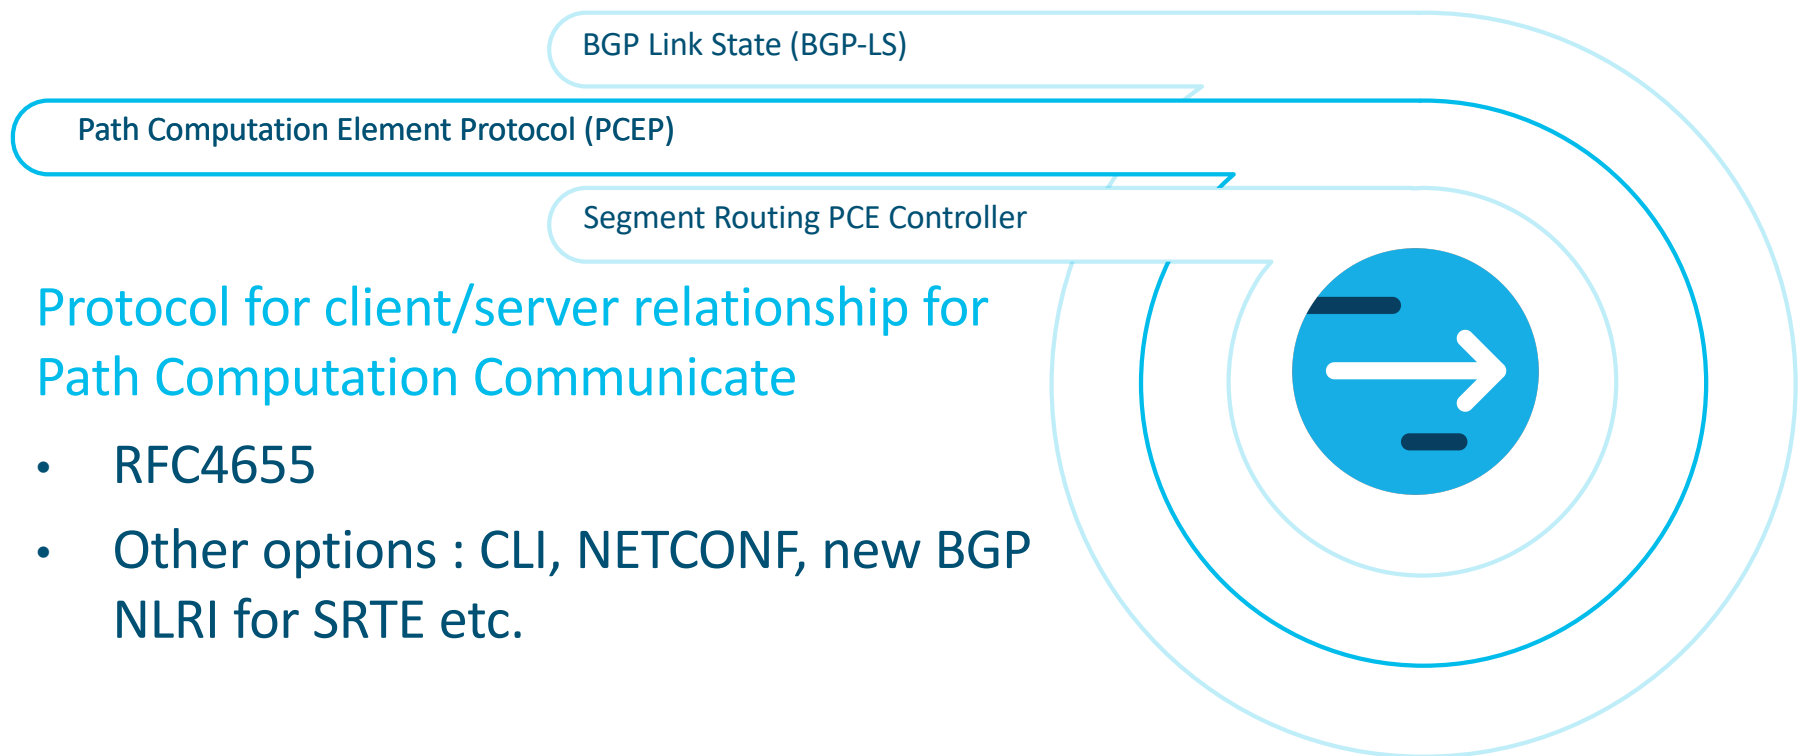 BGP Link State (BGP-LS)
Path Computation Element Protocol (PCEP)
Segment Routing PCE Controller
Protocol for client/server relationship for
Path Computation Communicate
• RFC4655
• Other options : CLI, NETCONF, new BGP
NLRI for SRTE etc.